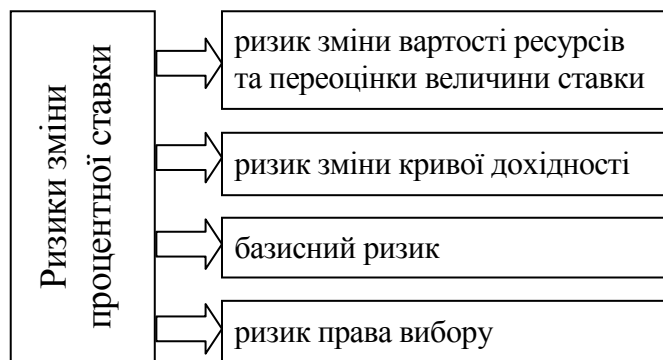 Ризики зміни
процентної ставки
ризик зміни вартості ресурсів
та переоцінки величини ставки
ризик зміни кривої дохідності
базисний ризик
ризик права вибору